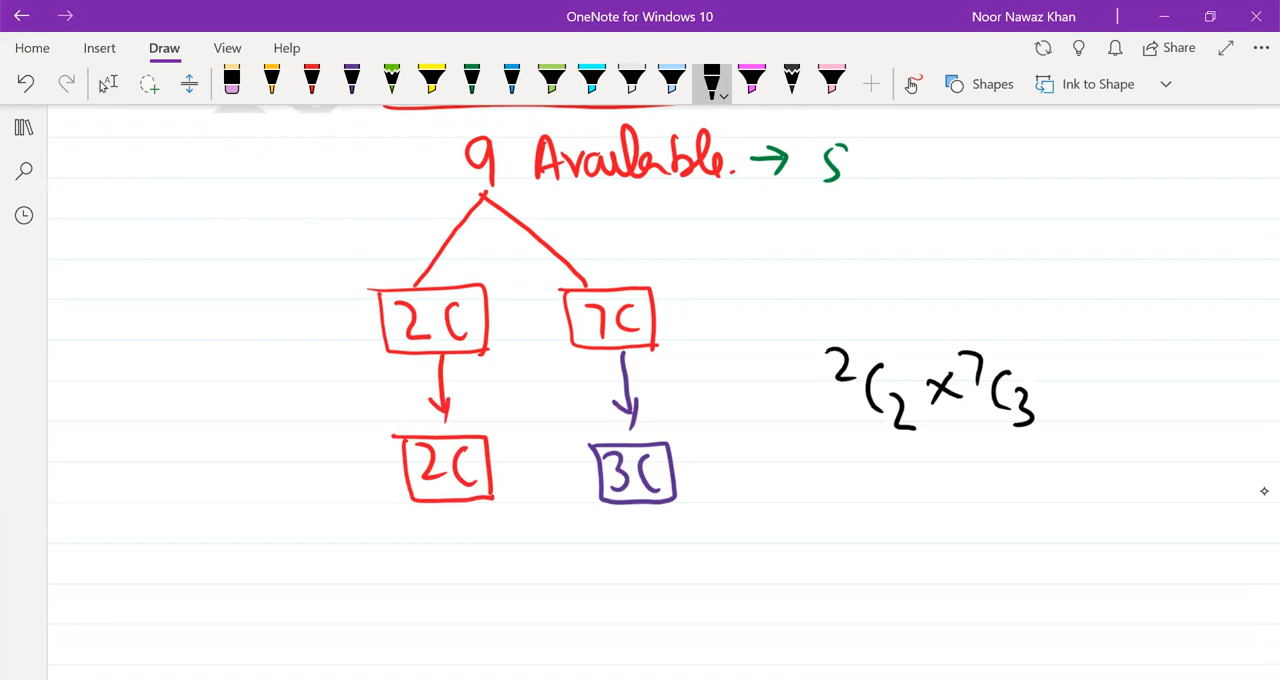 OneNote for Windows 10
Noor Nawaz Khan
Home Insert Draw View Help Share
Shapes Ink to Shape
9 Available. → 5
2C 7C
²C₂ × ⁷C₃
2C 3C